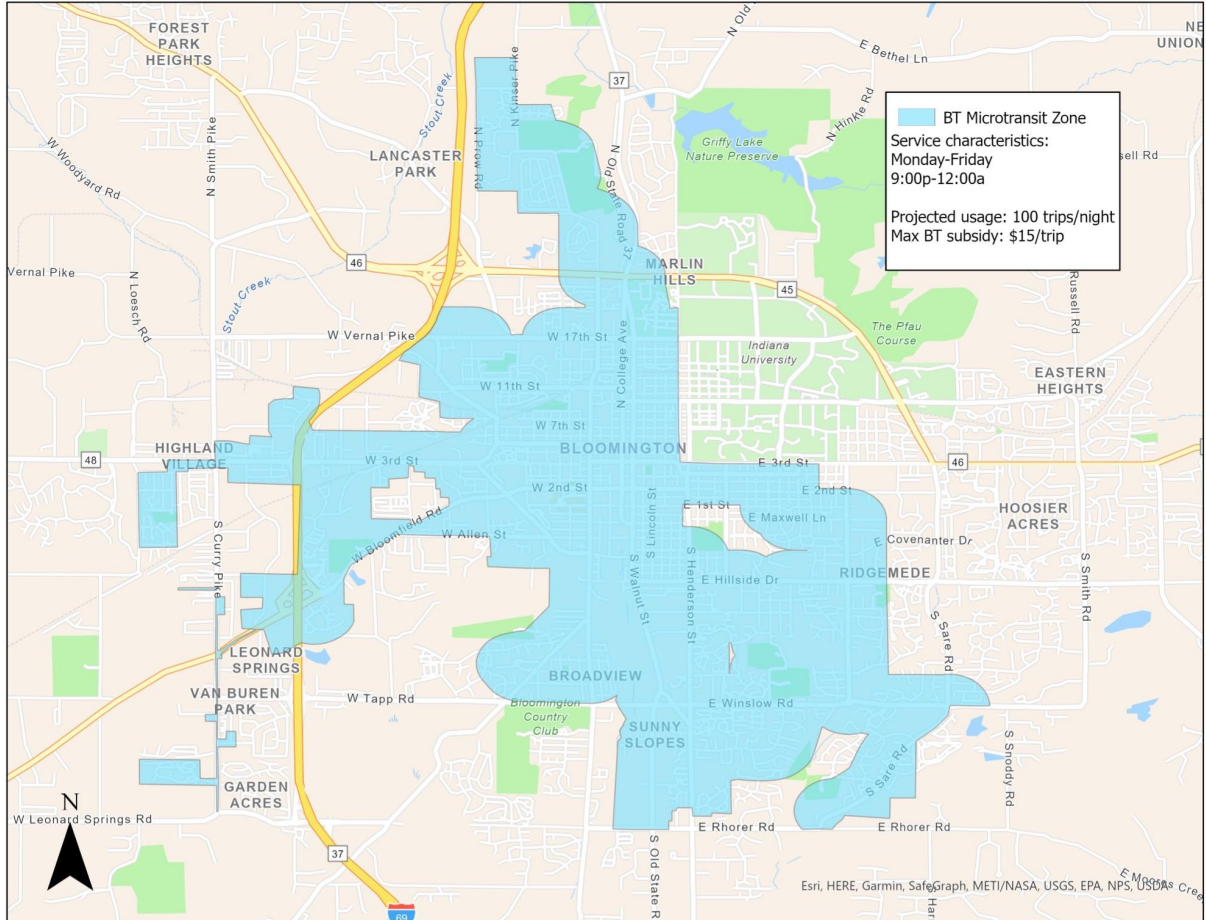 FOREST
PARK
HEIGHTS
N Smith Pike
Stout Creek
N Kinser Pike
N Prow Rd
37
E Bethel Ln
NE
UNION
N Hinkle Rd
Griffy Lake
Nature Preserve
BT Microtransit Zone
Service characteristics:
Monday-Friday
9:00p-12:00a
Projected usage: 100 trips/night
Max BT subsidy: $15/trip
sell Rd
W Woodyard Rd
LANCASTER
PARK
46
MARLIN
HILLS
45
Vernal Pike
N Loesch Rd
Stout Creek
W Vernal Pike
W 17th St
N College Ave
Indiana
University
The Pfau
Course
Russell Rd
EASTERN
HEIGHTS
W 11th St
W 7th St
BLOOMINGTON
HIGHLAND
VILLAGE
48
W 3rd St
E 3rd St
46
W 2nd St
E 2nd St
S Lincoln St
E 1st St
E Maxwell Ln
HOOSIER
ACRES
S Curry Pike
W Bloomfield Rd
W Allen St
E Covenanter Dr
S Walnut St
S Henderson St
E Hillside Dr
RIDGEMEDE
S Smith Rd
S Sare Rd
LEONARD
SPRINGS
VAN BUREN
PARK
W Tapp Rd
BROADVIEW
Bloomington
Country
Club
E Winslow Rd
SUNNY
SLOPES
S Sare Rd
S Snoddy Rd
GARDEN
ACRES
N
W Leonard Springs Rd
E Rhorer Rd
E Rhorer Rd
37
S Old State R
69
S Har
Esri, HERE, Garmin, SafeGraph, METI/NASA, USGS, EPA, NPS, USDA